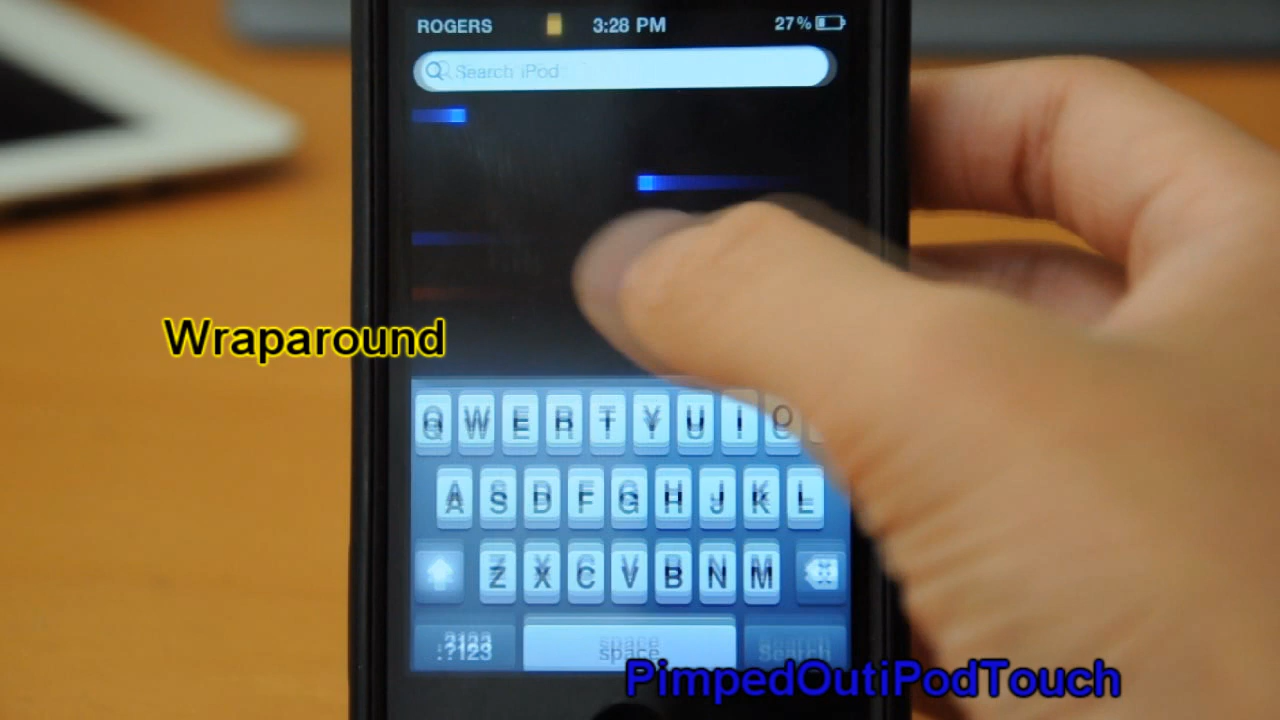 ROGERS 3:28 PM 27%
Search iPod
Wraparound
Q W E R T Y U I O
A S D F G H J K L
Z X C V B N M
.?123 space Search
PimpedOutiPodTouch